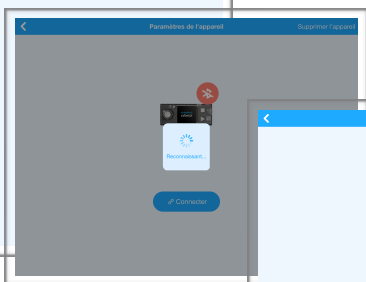 Paramètres de l'appareil
Supprimer l'appareil
Reconnaissant...
Connecter